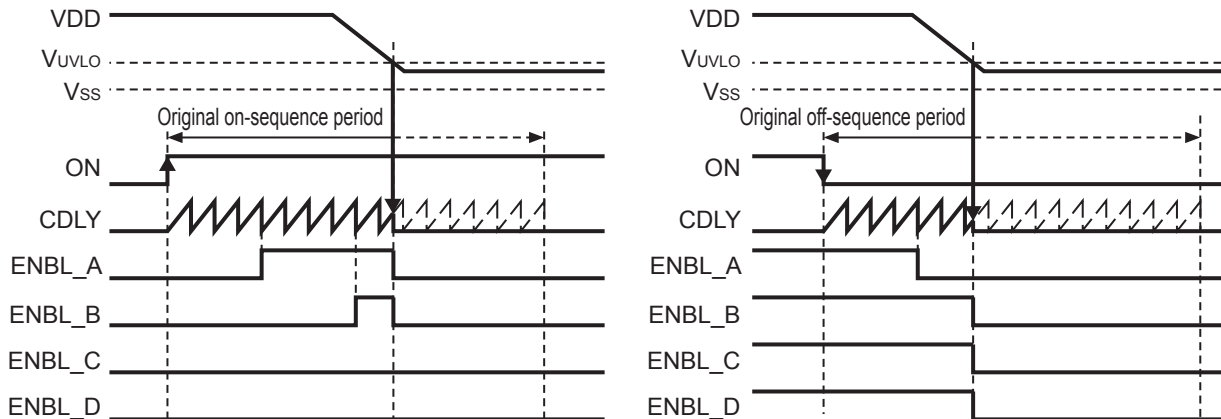 VDD
VUVLO
VSS
Original on-sequence period
ON
CDLY
ENBL_A
ENBL_B
ENBL_C
ENBL_D
VDD
VUVLO
VSS
Original off-sequence period
ON
CDLY
ENBL_A
ENBL_B
ENBL_C
ENBL_D